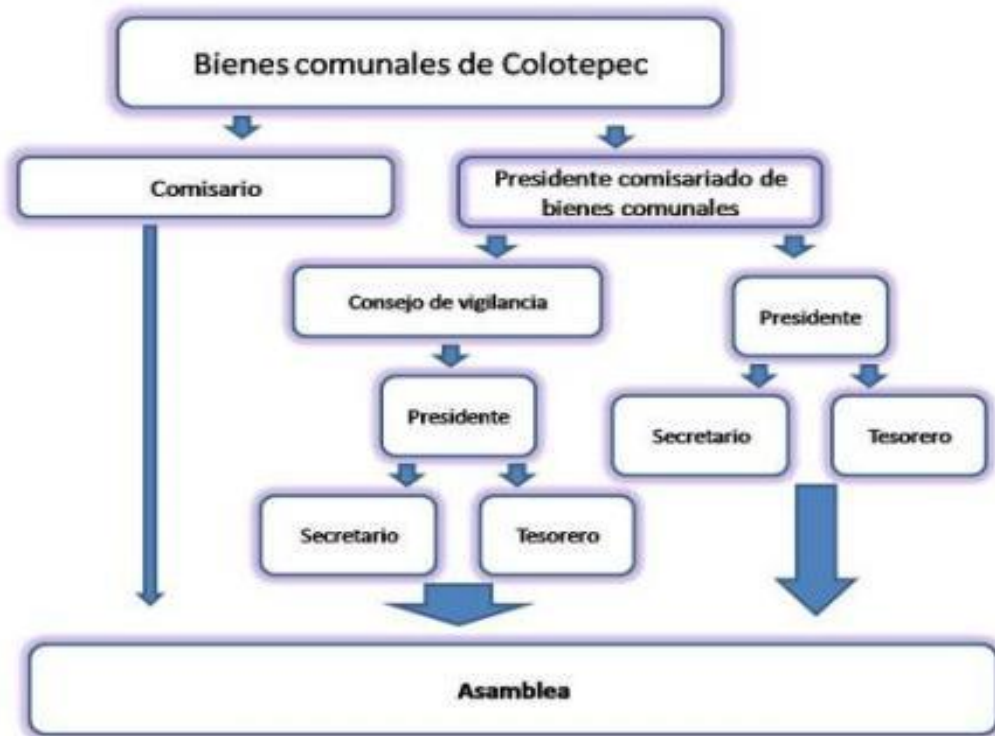 Bienes comunales de Colotepec
Comisario
Presidente comisariado de
bienes comunales
Consejo de vigilancia
Presidente
Presidente
Secretario
Tesorero
Secretario
Tesorero
Asamblea